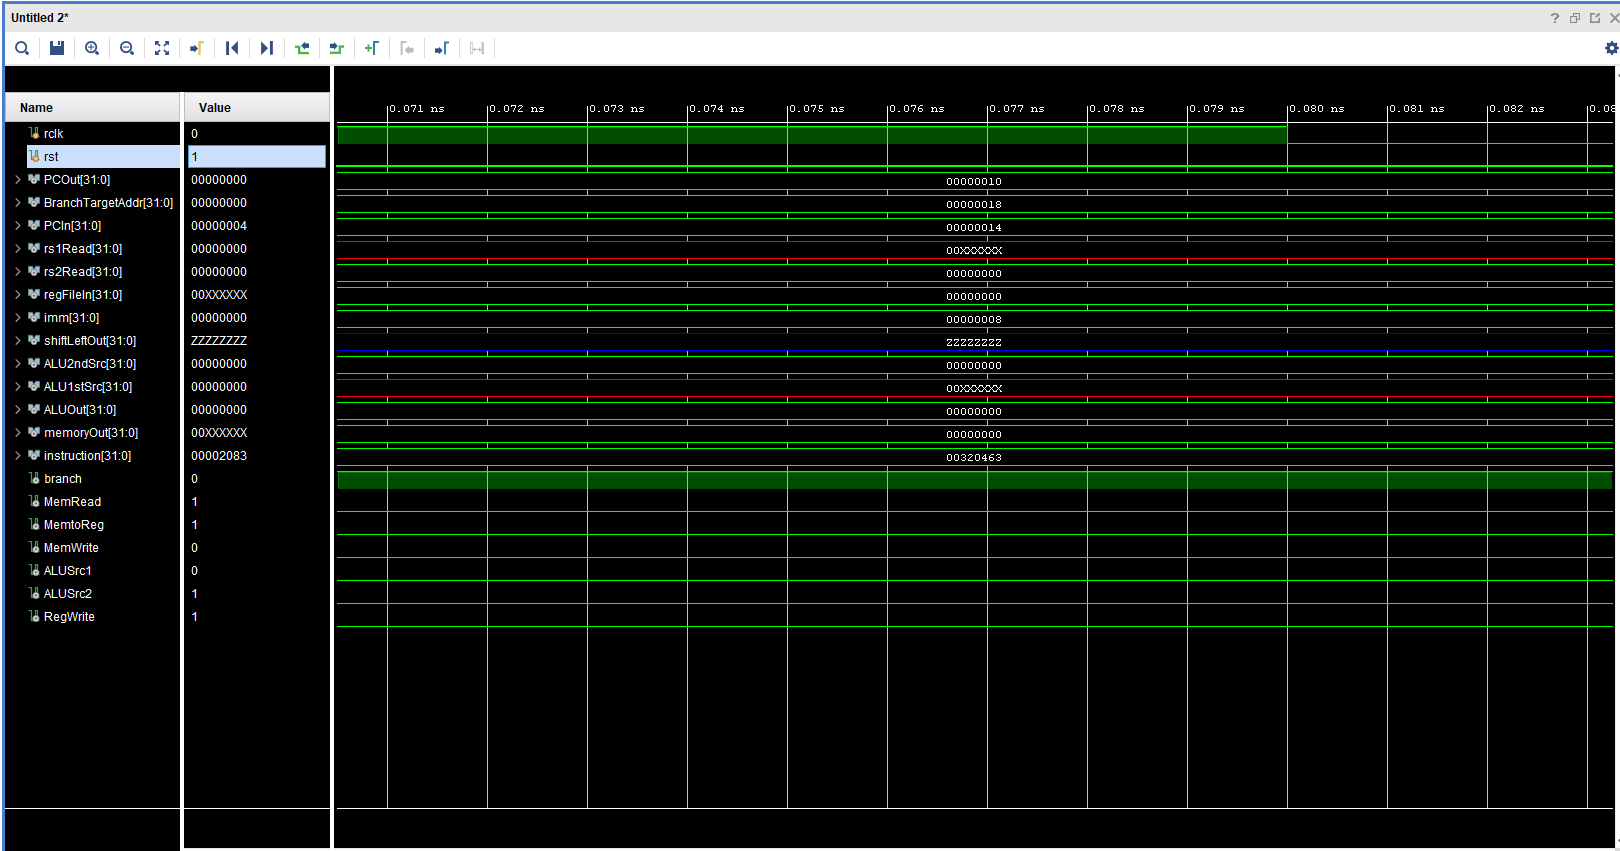 Untitled 2*
Name Value
0.071 ns 0.072 ns 0.073 ns 0.074 ns 0.075 ns 0.076 ns 0.077 ns 0.078 ns 0.079 ns 0.080 ns 0.081 ns 0.082 ns 0.08
rclk 0
rst 1
PCOut[31:0] 00000000 00000010
BranchTargetAddr[31:0] 00000000 00000018
PCIn[31:0] 00000004 00000014
rs1Read[31:0] 00000000 00XXXXXX
rs2Read[31:0] 00000000 00000000
regFileIn[31:0] 00XXXXXX 00000000
imm[31:0] 00000000 00000008
shiftLeftOut[31:0] ZZZZZZZZ ZZZZZZZZ
ALU2ndSrc[31:0] 00000000 00000000
ALU1stSrc[31:0] 00000000 00XXXXXX
ALUOut[31:0] 00000000 00000000
memoryOut[31:0] 00XXXXXX 00000000
instruction[31:0] 00002083 00320463
branch 0
MemRead 1
MemtoReg 1
MemWrite 0
ALUSrc1 0
ALUSrc2 1
RegWrite 1